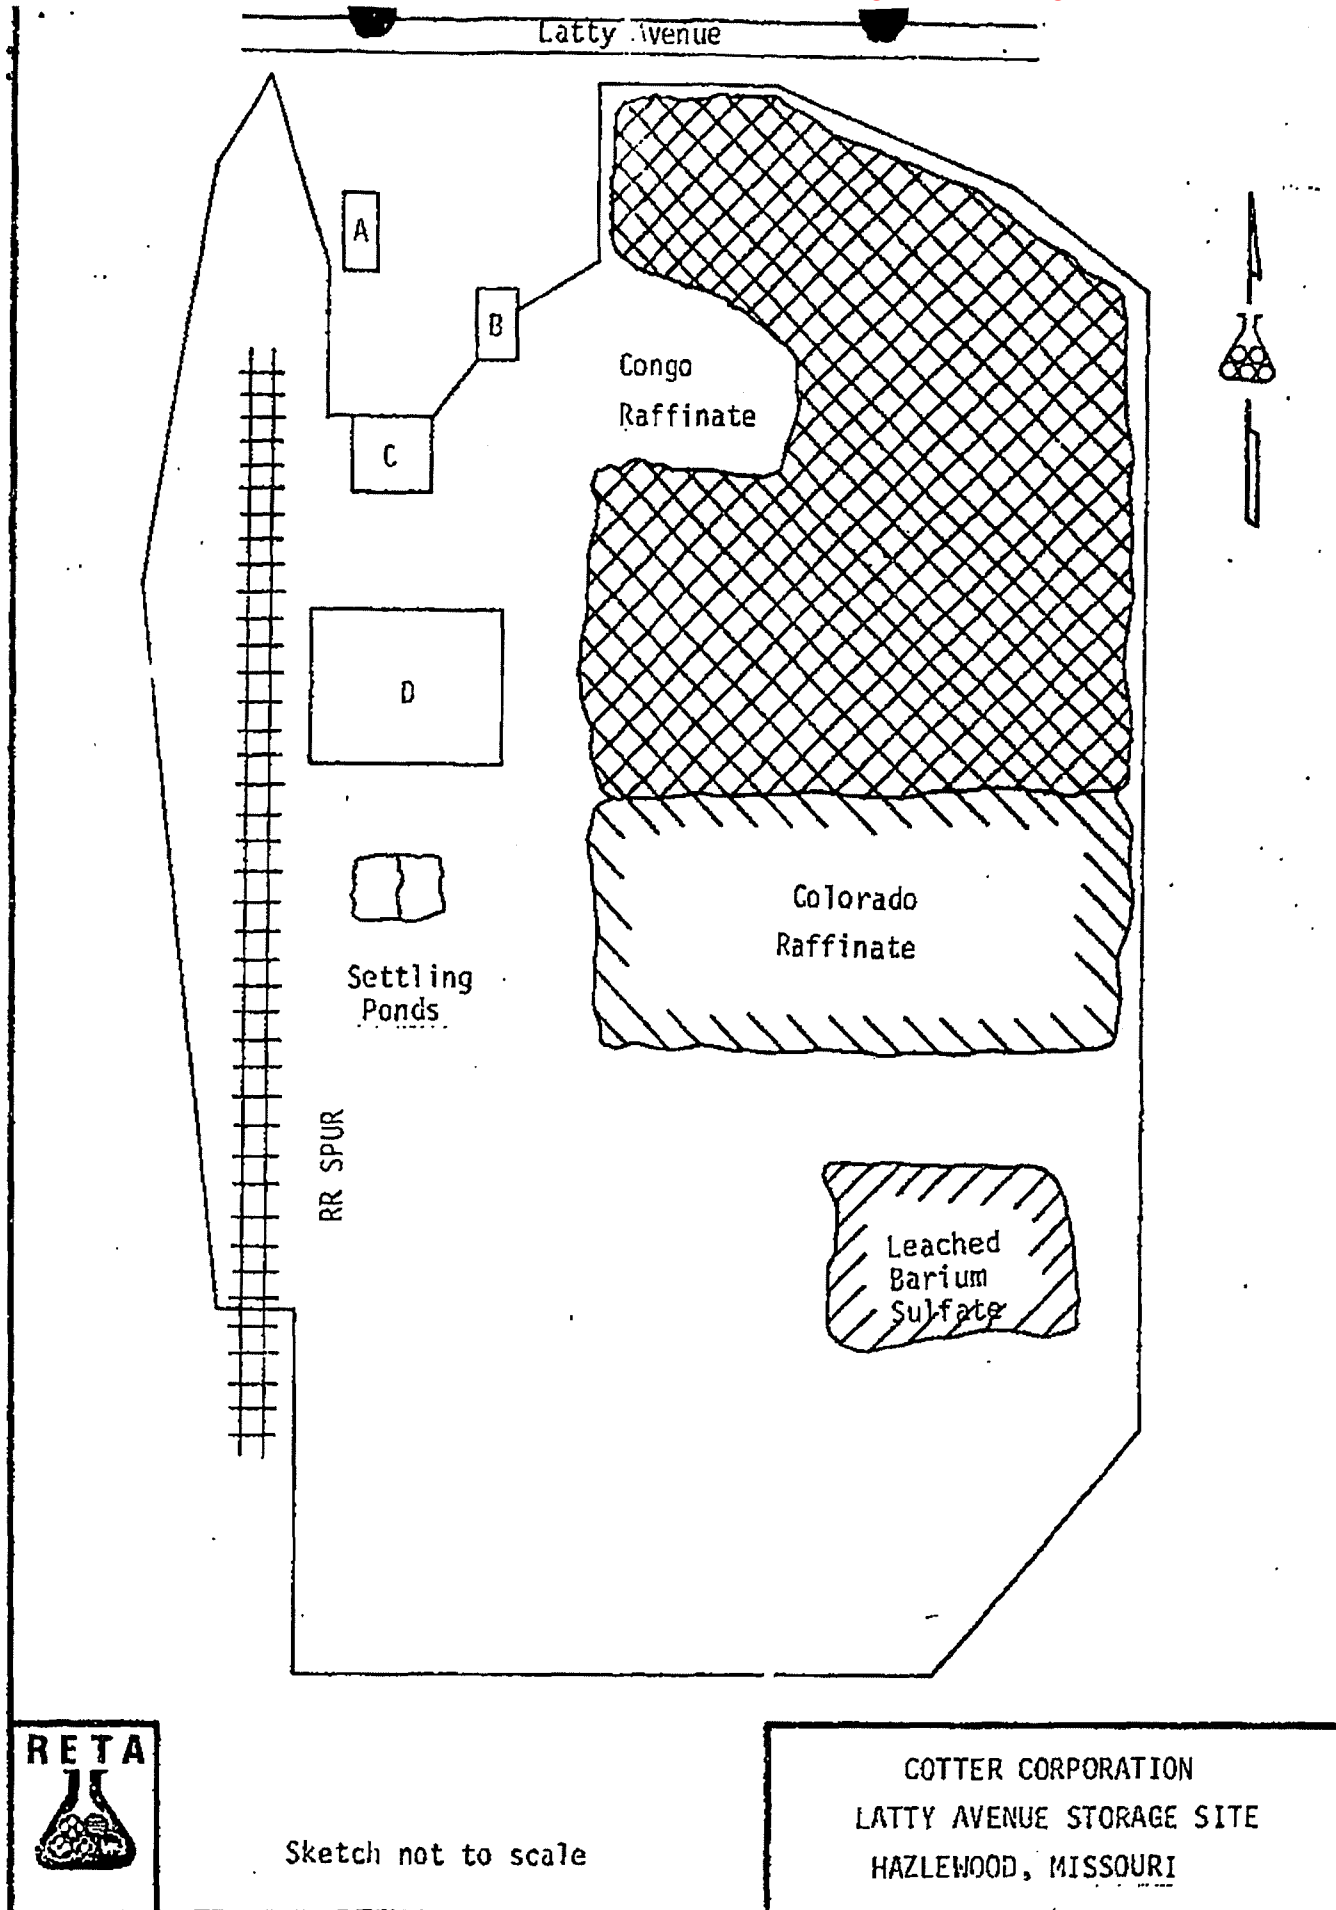 Latty Avenue
A
B
Congo
Raffinate
C
D
Colorado
Raffinate
Settling
Ponds
RR SPUR
Leached
Barium
Sulfate
RETA
Sketch not to scale
COTTER CORPORATION
LATTY AVENUE STORAGE SITE
HAZLEWOOD, MISSOURI